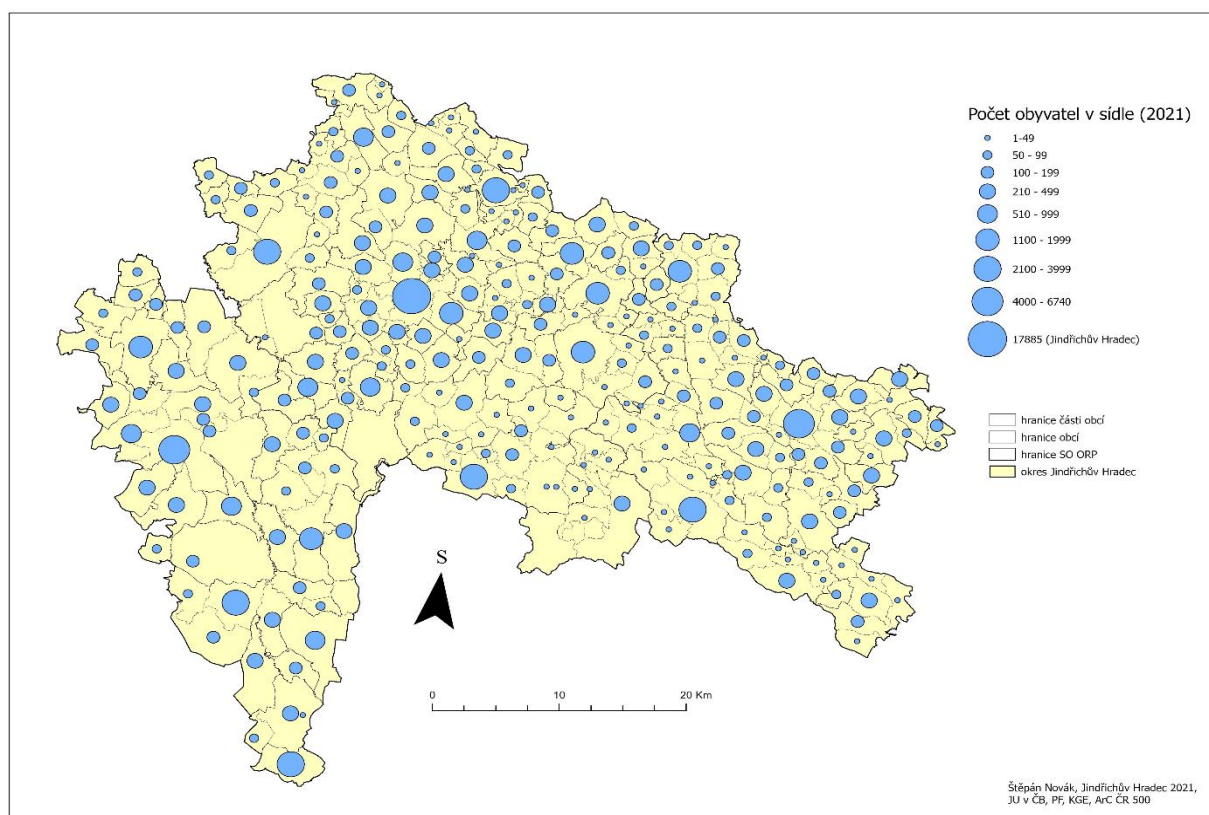 Počet obyvatel v sídle (2021)
1-49
50 - 99
100 - 199
210 - 499
510 - 999
1100 - 1999
2100 - 3999
4000 - 6740
17885 (Jindřichův Hradec)
hranice části obcí
hranice obcí
hranice SO ORP
okres Jindřichův Hradec
S
0 10 20 Km
Štěpán Novák, Jindřichův Hradec 2021,
JU v ČB, PF, KGE, ArC ČR 500